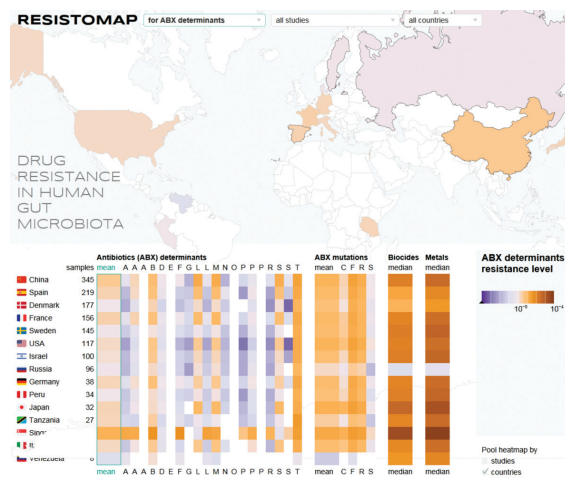 RESISTOMAP for ABX determinants all studies all countries
DRUG
RESISTANCE
IN HUMAN
GUT
MICROBIOTA
Antibiotics (ABX) determinants ABX mutations Biocides Metals
samples mean A A A B D E F G L L M N O P P P R S S T mean C F R S median median
ABX determinants
resistance level
China 345
Spain 219
Denmark 177
France 156
Sweden 145
USA 117
Israel 100
Russia 96
Germany 38
Peru 34
Japan 32
Tanzania 27
Venezuela
mean A A A B D E F G L L M N O P P P R S S T mean C F R S median median
Pool heatmap by
studies
countries